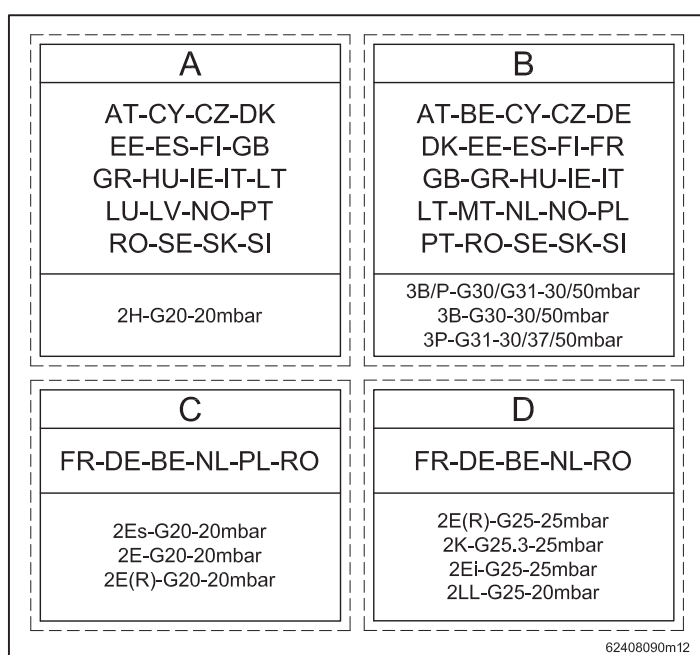 A
AT-CY-CZ-DK
EE-ES-FI-GB
GR-HU-IE-IT-LT
LU-LV-NO-PT
RO-SE-SK-SI
2H-G20-20mbar
B
AT-BE-CY-CZ-DE
DK-EE-ES-FI-FR
GB-GR-HU-IE-IT
LT-MT-NL-NO-PL
PT-RO-SE-SK-SI
3B/P-G30/G31-30/50mbar
3B-G30-30/50mbar
3P-G31-30/37/50mbar
C
FR-DE-BE-NL-PL-RO
2Es-G20-20mbar
2E-G20-20mbar
2E(R)-G20-20mbar
D
FR-DE-BE-NL-RO
2E(R)-G25-25mbar
2K-G25.3-25mbar
2Ei-G25-25mbar
2LL-G25-20mbar
62408090m12